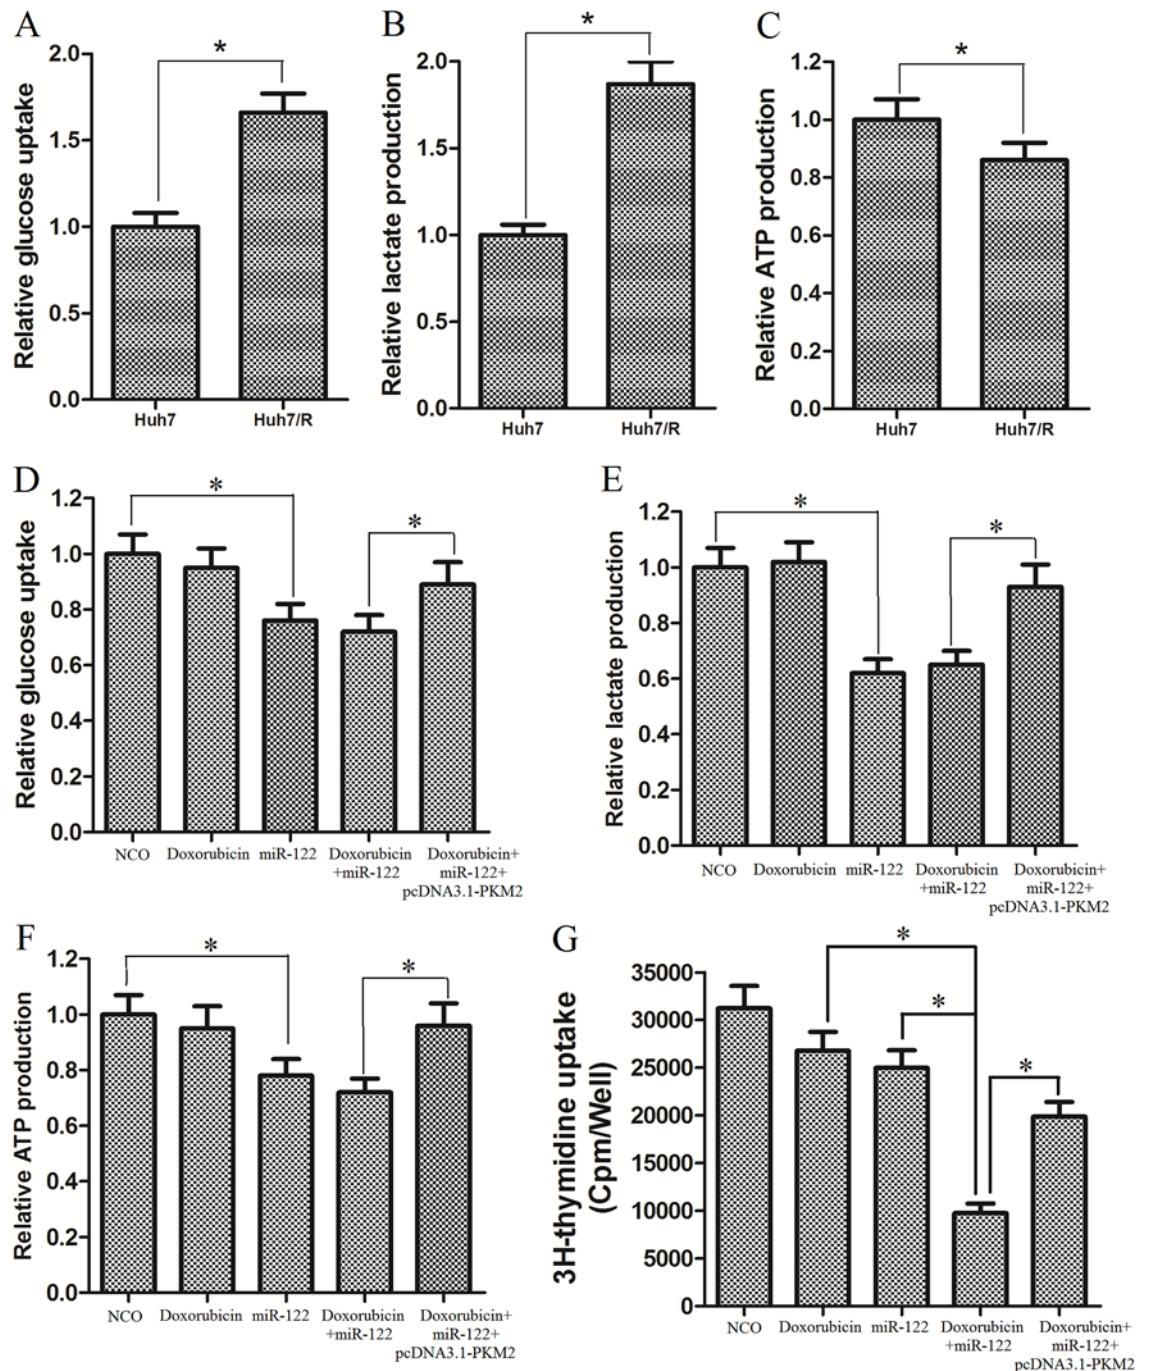 A
*
Relative glucose uptake
2.0
1.5
1.0
0.5
0.0
Huh7
Huh7/R
B
*
Relative lactate production
2.0
1.5
1.0
0.5
0.0
Huh7
Huh7/R
C
*
Relative ATP production
1.2
1.0
0.8
0.6
0.4
0.2
0.0
Huh7
Huh7/R
D
*
*
Relative glucose uptake
1.2
1.0
0.8
0.6
0.4
0.2
0.0
NCO
Doxorubicin
miR-122
Doxorubicin
+miR-122
Doxorubicin+
miR-122+
pcDNA3.1-PKM2
E
*
*
Relative lactate production
1.2
1.0
0.8
0.6
0.4
0.2
0.0
NCO
Doxorubicin
miR-122
Doxorubicin
+miR-122
Doxorubicin+
miR-122+
pcDNA3.1-PKM2
F
*
*
Relative ATP production
1.2
1.0
0.8
0.6
0.4
0.2
0.0
NCO
Doxorubicin
miR-122
Doxorubicin
+miR-122
Doxorubicin+
miR-122+
pcDNA3.1-PKM2
G
*
*
*
3H-thymidine uptake
(Cpm/Well)
35000
30000
25000
20000
15000
10000
5000
0
NCO
Doxorubicin
miR-122
Doxorubicin
+miR-122
Doxorubicin+
miR-122+
pcDNA3.1-PKM2